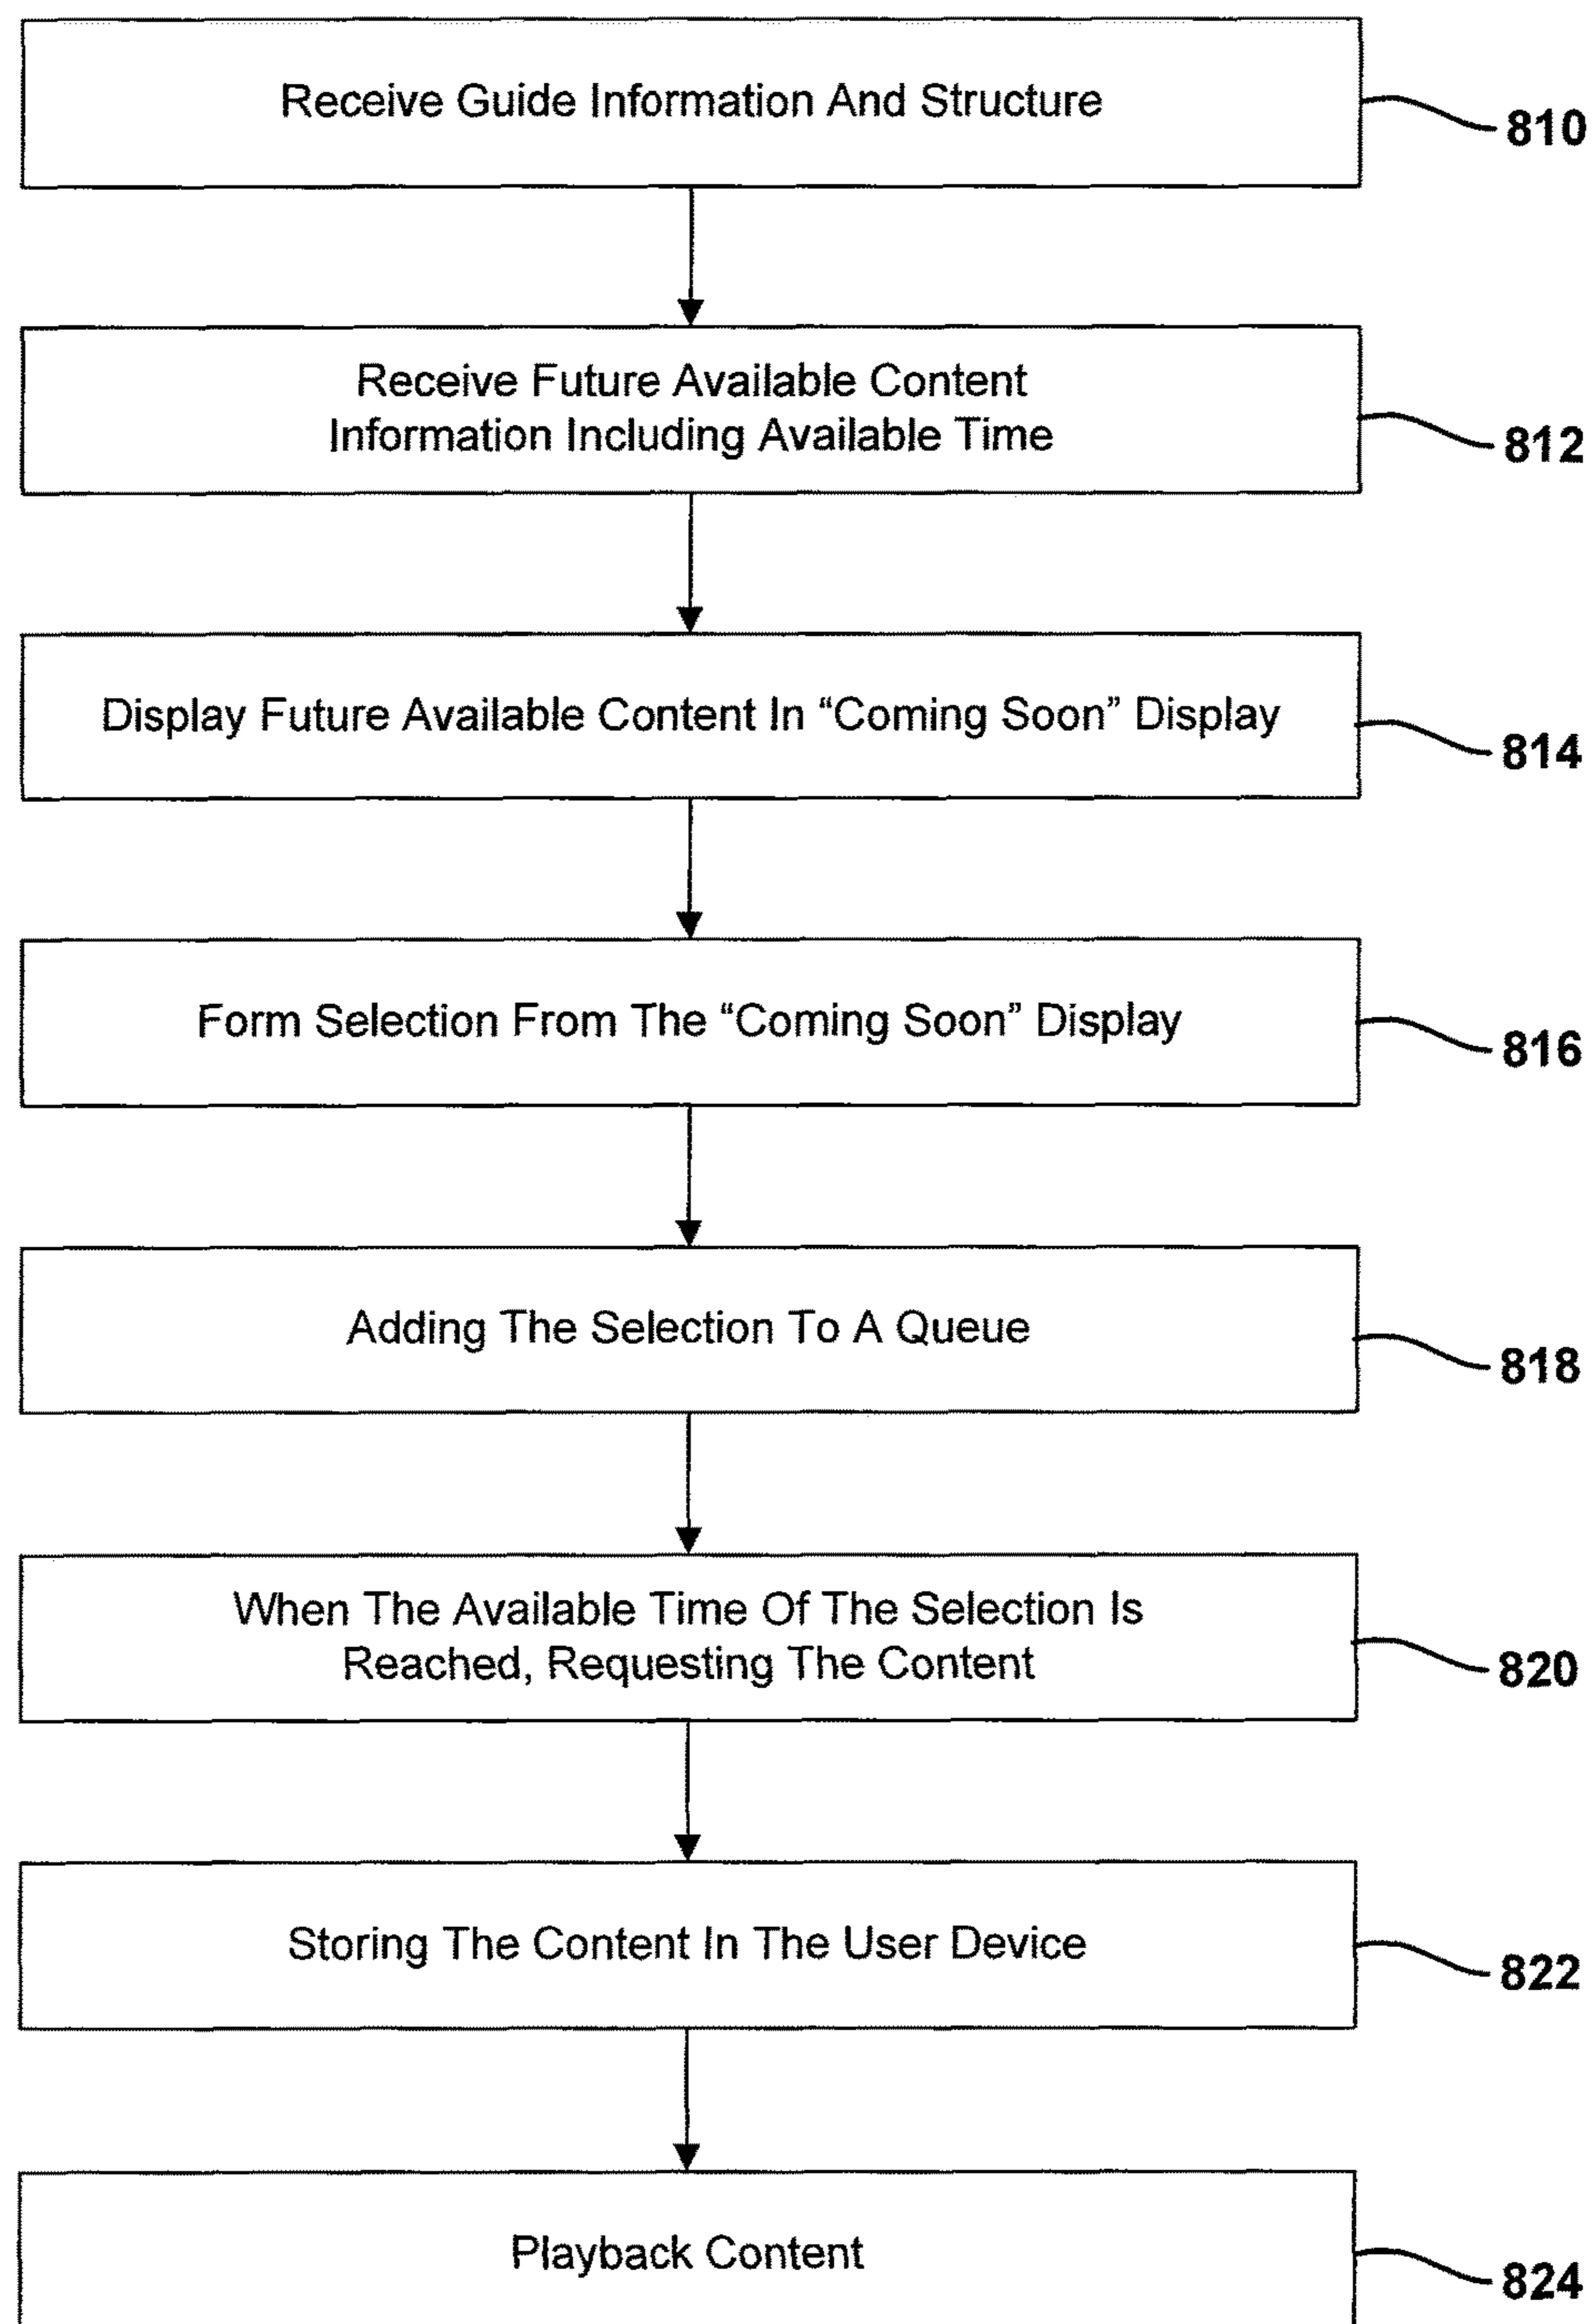 Receive Guide Information And Structure
810
Receive Future Available Content
Information Including Available Time
812
Display Future Available Content In “Coming Soon” Display
814
Form Selection From The “Coming Soon” Display
816
Adding The Selection To A Queue
818
When The Available Time Of The Selection Is
Reached, Requesting The Content
820
Storing The Content In The User Device
822
Playback Content
824